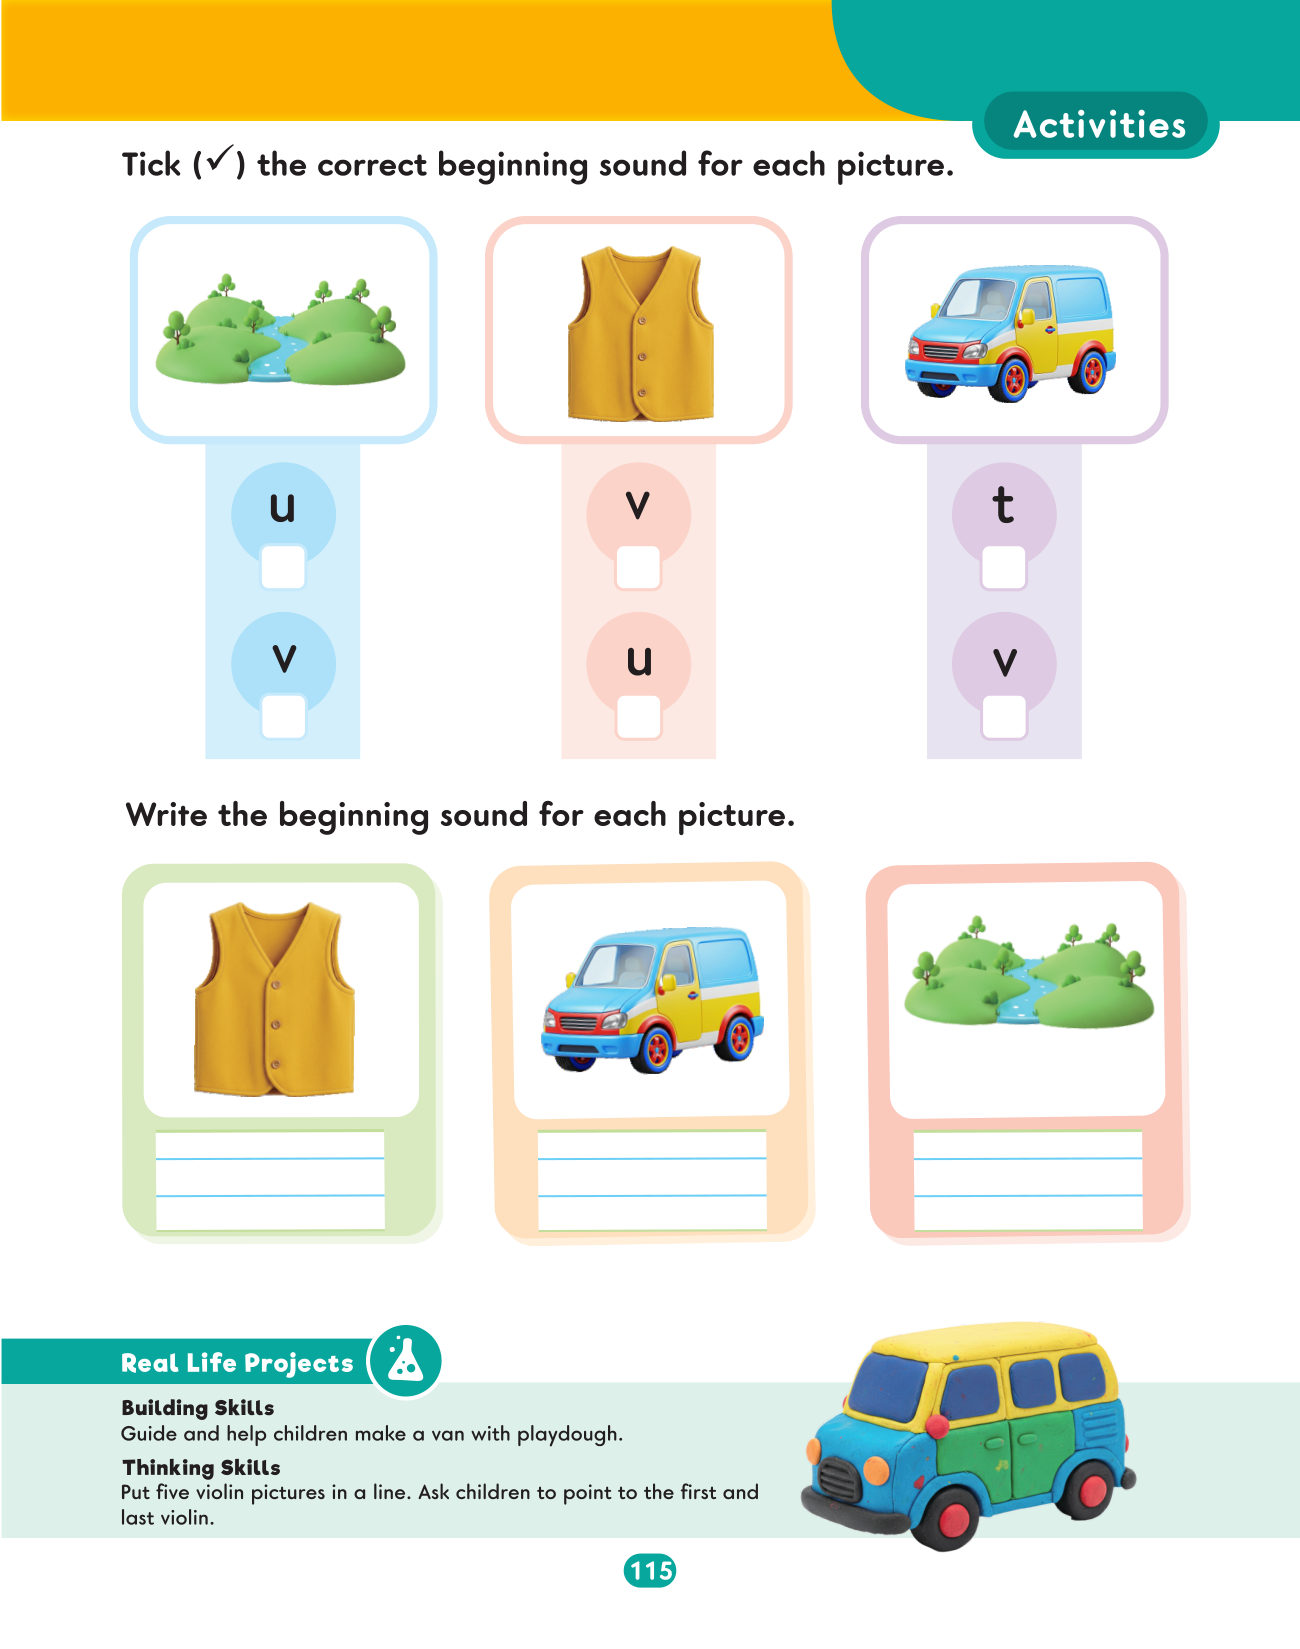 Activities
Tick (✓) the correct beginning sound for each picture.
u
v
t
v
u
v
Write the beginning sound for each picture.
Real Life Projects
Building Skills
Guide and help children make a van with playdough.
Thinking Skills
Put five violin pictures in a line. Ask children to point to the first and
last violin.
115